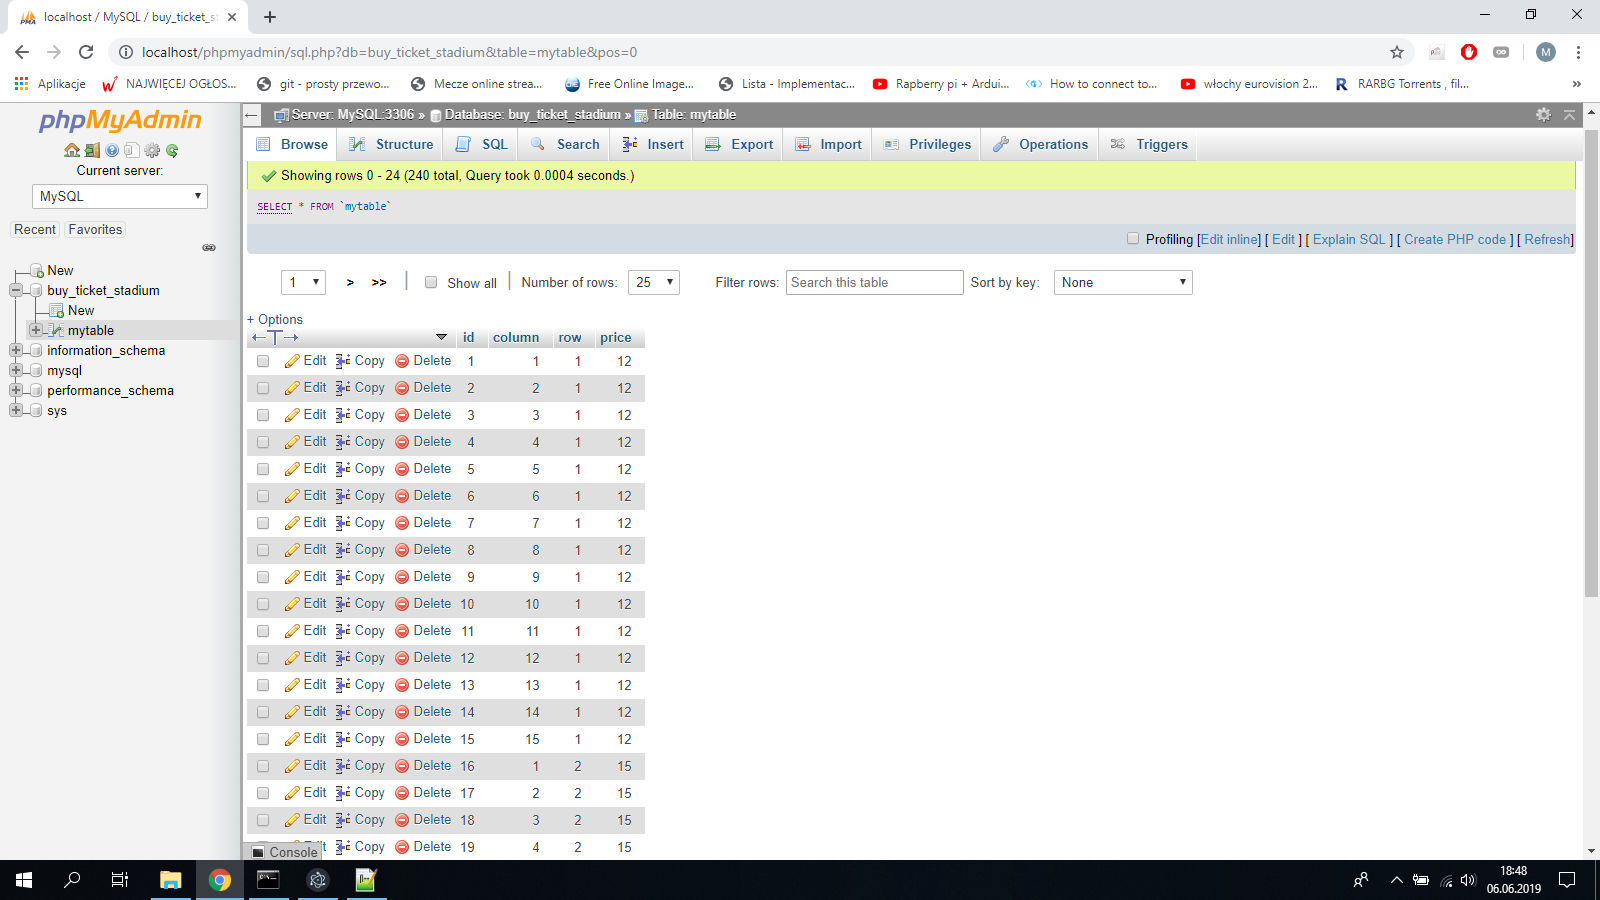 localhost / MySQL / buy_ticket_st
localhost/phpmyadmin/sql.php?db=buy_ticket_stadium&table=mytable&pos=0
M
Aplikacje
NAJWIĘCEJ OGŁOS...
git - prosty przewo...
Mecze online strea...
Free Online Image...
Lista - Implementac...
Rapberry pi + Ardui...
How to connect to...
włochy eurovision 2...
RARBG Torrents , fil...
»
phpMyAdmin
Current server:
MySQL
Recent Favorites
New
buy_ticket_stadium
New
mytable
information_schema
mysql
performance_schema
sys
Server: MySQL:3306 » Database: buy_ticket_stadium » Table: mytable
Browse Structure SQL Search Insert Export Import Privileges Operations Triggers
Showing rows 0 - 24 (240 total, Query took 0.0004 seconds.)
SELECT * FROM `mytable`
Profiling [Edit inline] [ Edit ] [ Explain SQL ] [ Create PHP code ] [ Refresh]
1 > >> | Show all | Number of rows: 25 Filter rows: Search this table Sort by key: None
+ Options
←T→ id column row price
Edit Copy Delete 1 1 1 12
Edit Copy Delete 2 2 1 12
Edit Copy Delete 3 3 1 12
Edit Copy Delete 4 4 1 12
Edit Copy Delete 5 5 1 12
Edit Copy Delete 6 6 1 12
Edit Copy Delete 7 7 1 12
Edit Copy Delete 8 8 1 12
Edit Copy Delete 9 9 1 12
Edit Copy Delete 10 10 1 12
Edit Copy Delete 11 11 1 12
Edit Copy Delete 12 12 1 12
Edit Copy Delete 13 13 1 12
Edit Copy Delete 14 14 1 12
Edit Copy Delete 15 15 1 12
Edit Copy Delete 16 1 2 15
Edit Copy Delete 17 2 2 15
Edit Copy Delete 18 3 2 15
Copy Delete 19 4 2 15
Console
18:48
06.06.2019